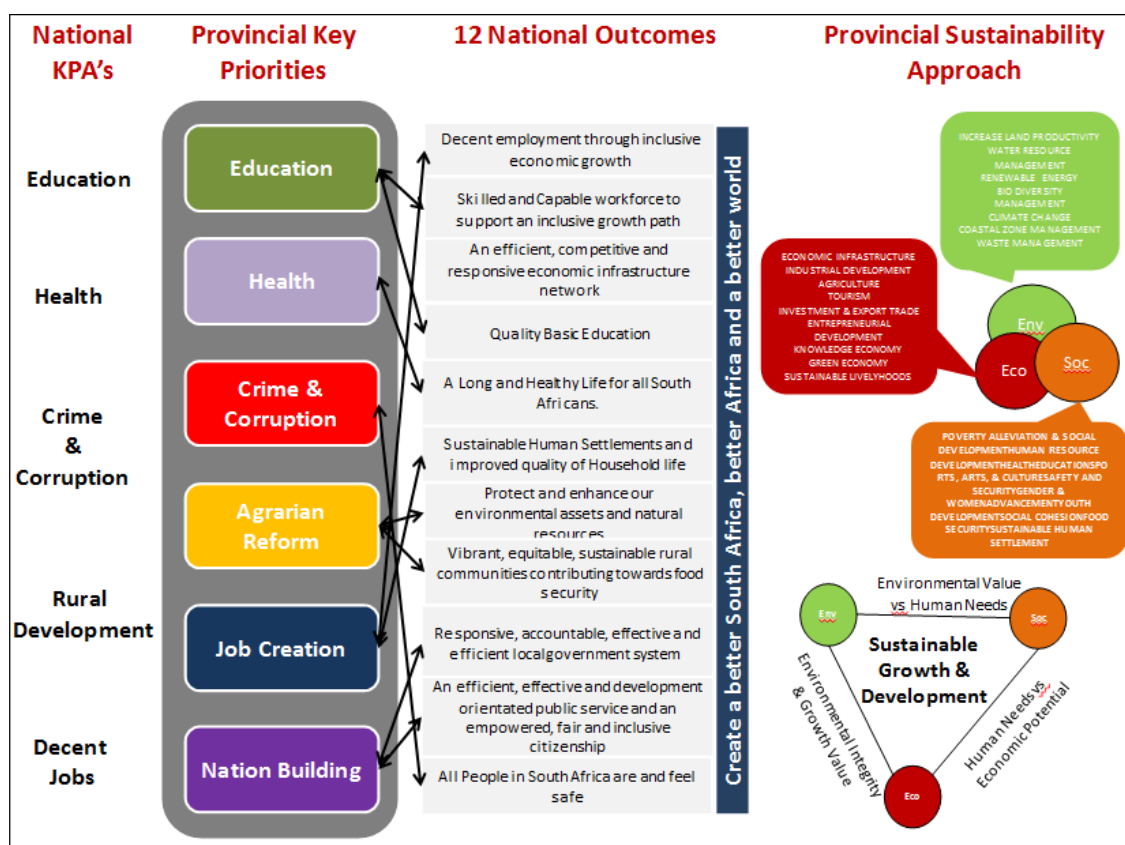 National
KPA's
Provincial Key
Priorities
12 National Outcomes
Provincial Sustainability
Approach
Education
Health
Crime
&
Corruption
Rural
Development
Decent
Jobs
Education
Health
Crime &
Corruption
Agrarian
Reform
Job Creation
Nation Building
Decent employment through inclusive
economic growth
Skilled and Capable workforce to
support an inclusive growth path
An efficient, competitive and
responsive economic infrastructure
network
Quality Basic Education
A Long and Healthy Life for all South
Africans.
Sustainable Human Settlements and
improved quality of Household life
Protect and enhance our
environmental assets and natural
resources
Vibrant, equitable, sustainable rural
communities contributing towards food
security
Responsive, accountable, effective and
efficient local government system
An efficient, effective and development
orientated public service and an
empowered, fair and inclusive
citizenship
All People in South Africa are and feel
safe
Create a better South Africa, better Africa and a better world
INCREASE LAND PRODUCTIVITY
WATER RESOURCE
MANAGEMENT
RENEWABLE ENERGY
BIO DIVERSITY
MANAGEMENT
CLIMATE CHANGE
COASTAL ZONE MANAGEMENT
WASTE MANAGEMENT
ECONOMIC INFRASTRUCTURE
INDUSTRIAL DEVELOPMENT
AGRICULTURE
TOURISM
INVESTMENT & EXPORT TRADE
ENTREPRENEURIAL
DEVELOPMENT
KNOWLEDGE ECONOMY
GREEN ECONOMY
SUSTAINABLE LIVELYHOODS
Env
Eco
Soc
POVERTY ALLEVIATION & SOCIAL
DEVELOPMENTHUMAN RESOURCE
DEVELOPMENTHEALTHEDUCATIONSPO
RTS, ARTS, & CULTURESAFETY AND
SECURITYGENDER &
WOMENADVANCEMENTYOUTH
DEVELOPMENTSOCIAL COHESIONFOOD
SECURITYSUSTAINABLE HUMAN
SETTLEMENT
Environmental Value
vs Human Needs
Env
Soc
Sustainable
Growth &
Development
Environmental Integrity
& Growth Value
Human Needs vs
Economic Potential
Eco